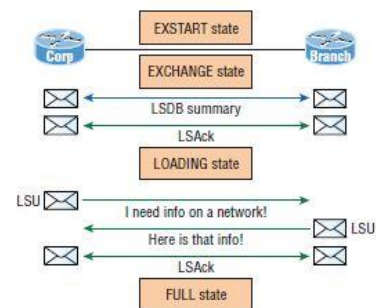 EXSTART state
Corp
Branch
EXCHANGE state
LSDB summary
LSAck
LOADING state
LSU
I need info on a network!
LSU
Here is that info!
LSAck
FULL state